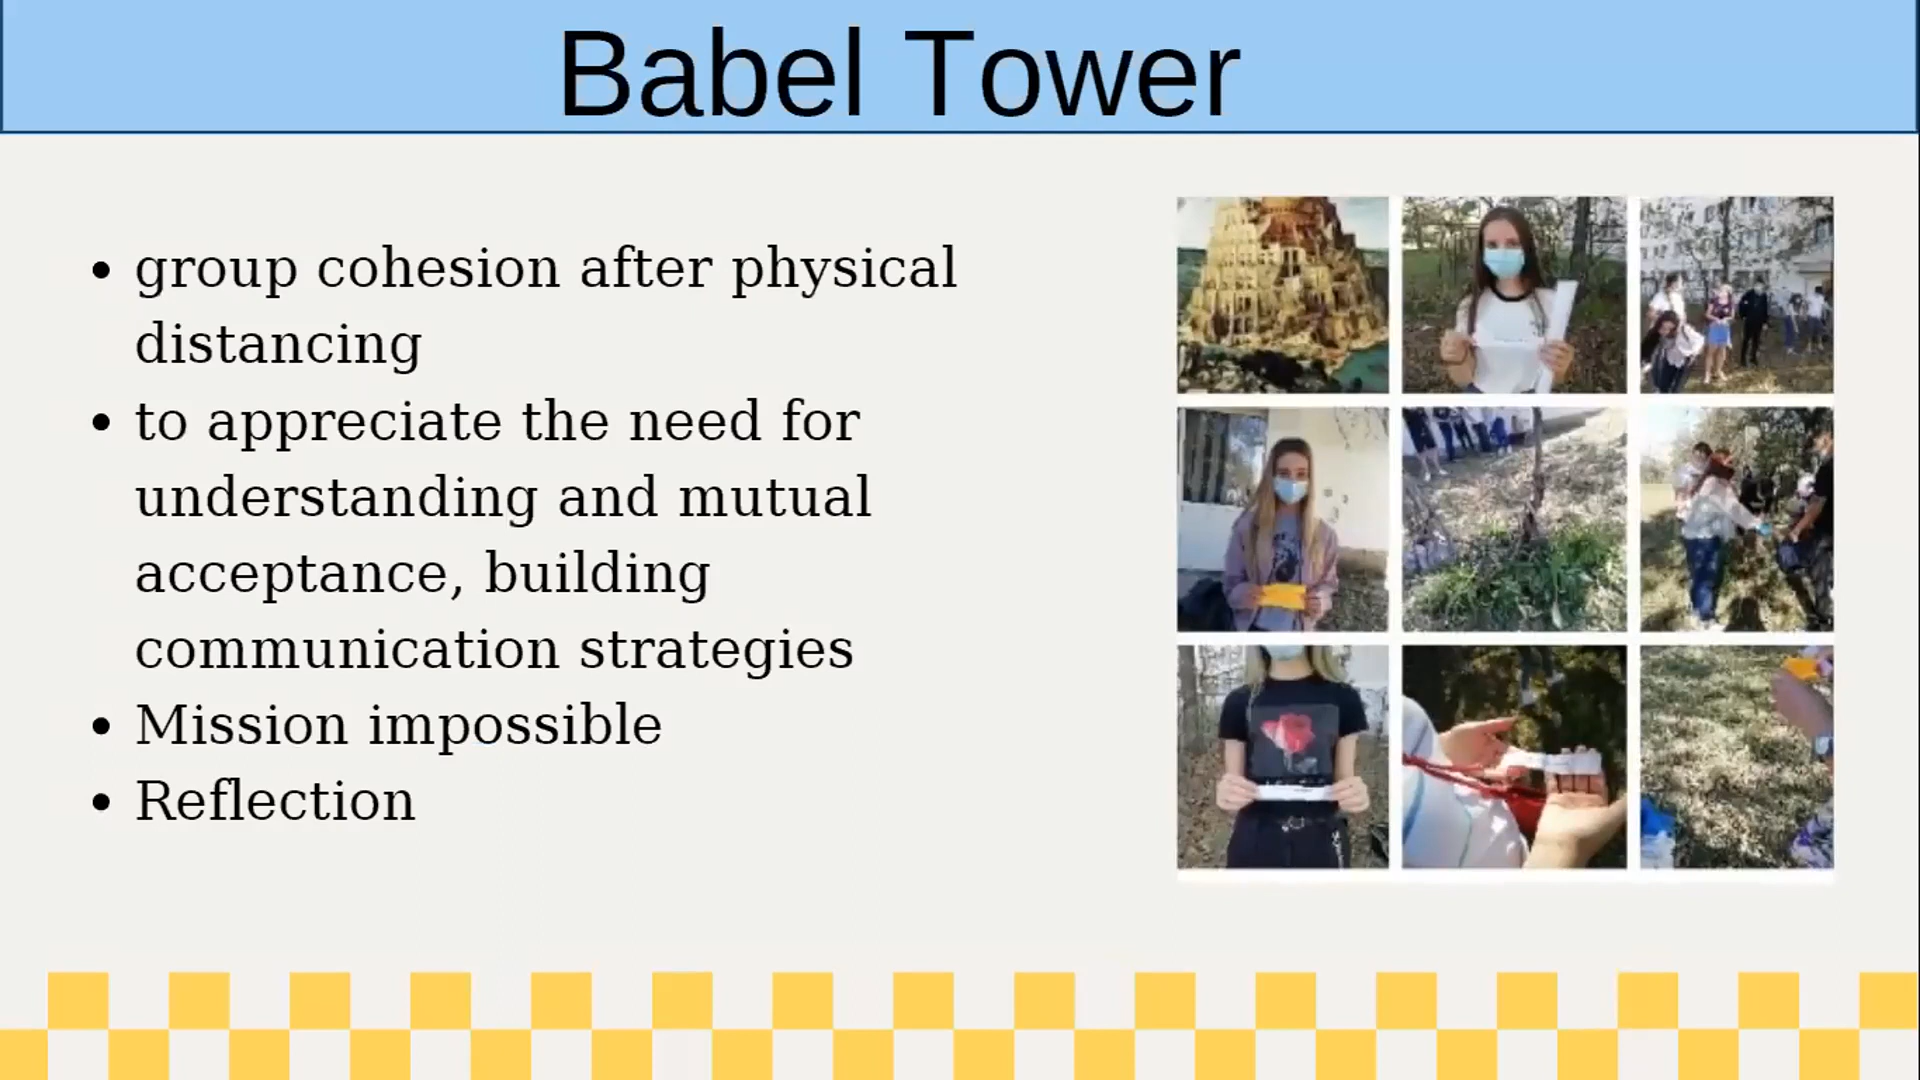 Babel Tower
group cohesion after physical
distancing
to appreciate the need for
understanding and mutual
acceptance, building
communication strategies
Mission impossible
Reflection